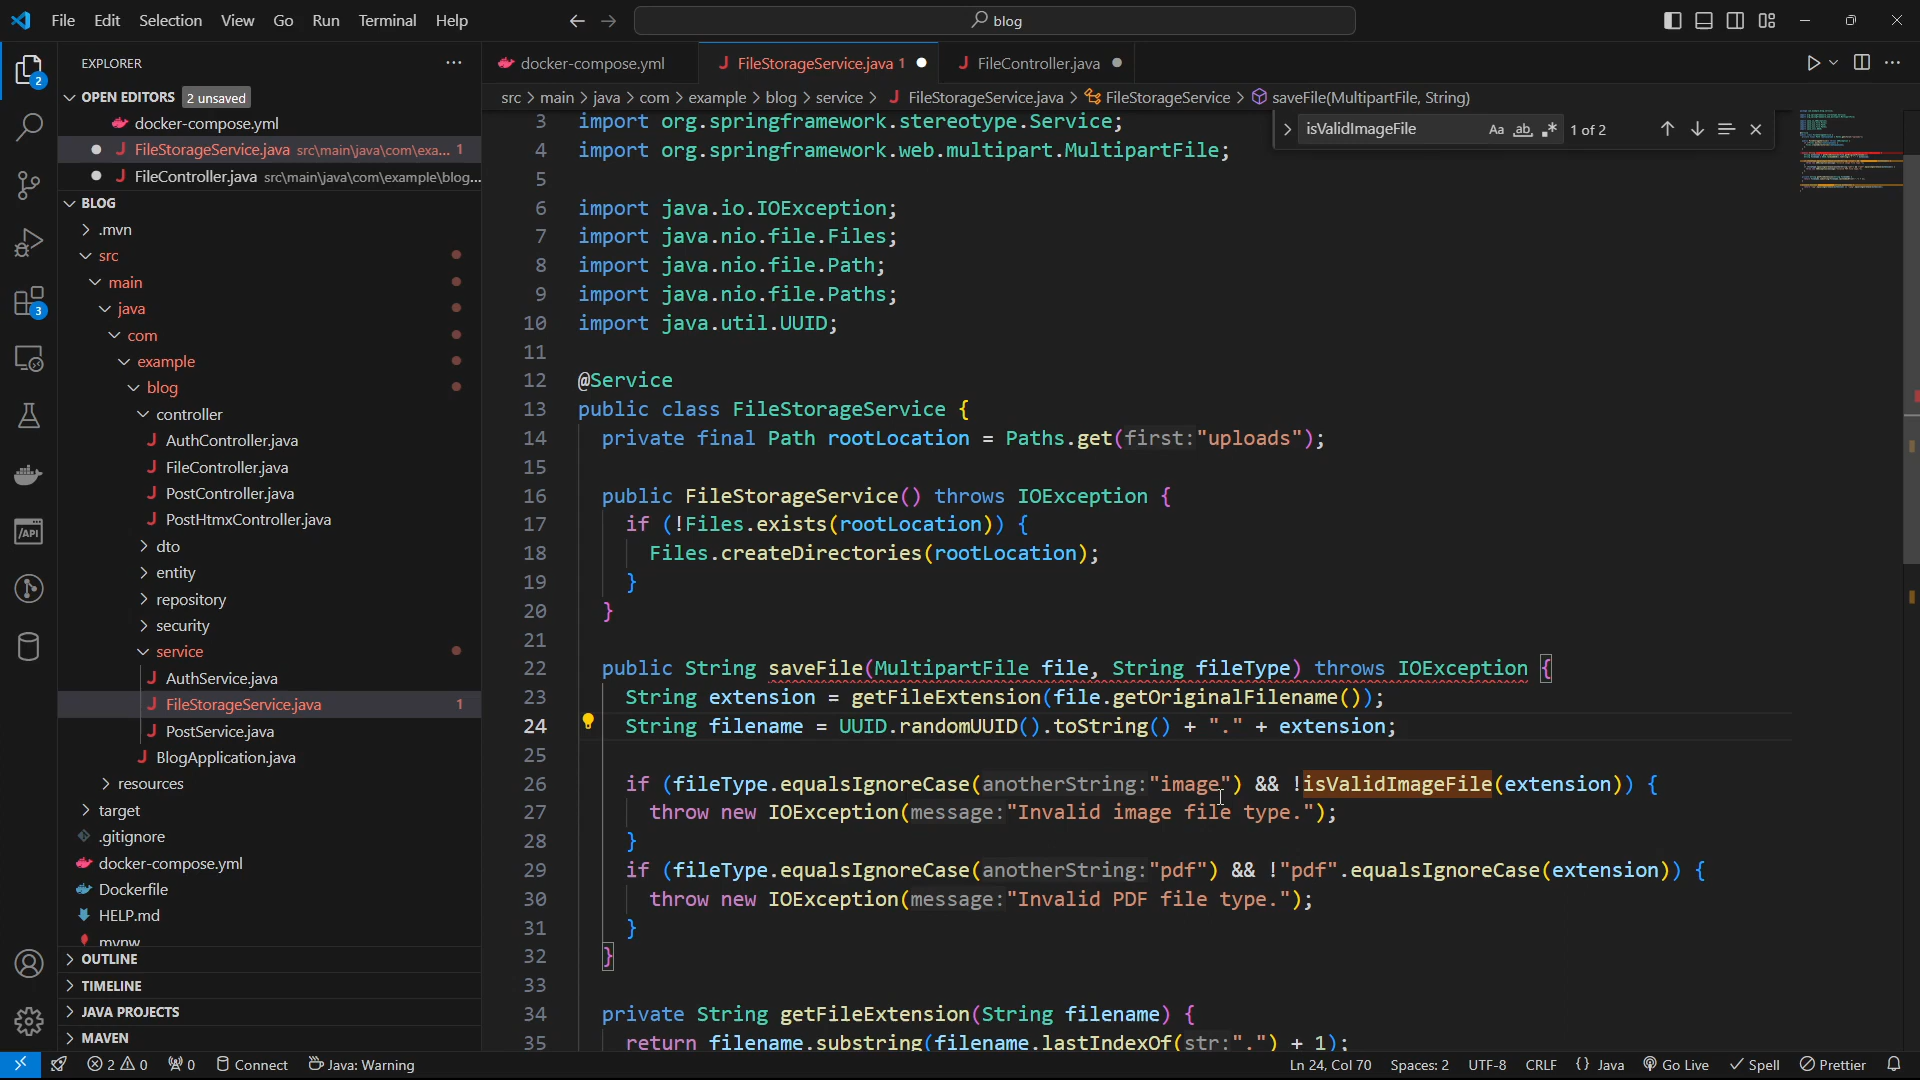 File Edit Selection View Go Run Terminal Help
blog
EXPLORER
OPEN EDITORS 2 unsaved
docker-compose.yml
FileStorageService.java src\main\java\com\exa... 1
FileController.java src\main\java\com\example\blog...
BLOG
.mvn
src
main
java
com
example
blog
controller
AuthController.java
FileController.java
PostController.java
PostHtmxController.java
dto
entity
repository
security
service
AuthService.java
FileStorageService.java 1
PostService.java
BlogApplication.java
resources
target
.gitignore
docker-compose.yml
Dockerfile
HELP.md
mvnw
OUTLINE
TIMELINE
JAVA PROJECTS
MAVEN
2
3
/API
docker-compose.yml
FileStorageService.java 1
FileController.java
src > main > java > com > example > blog > service > FileStorageService.java > FileStorageService > saveFile(MultipartFile, String)
isValidImageFile Aa ab .* 1 of 2
3 import org.springframework.stereotype.Service;
4 import org.springframework.web.multipart.MultipartFile;
5
6 import java.io.IOException;
7 import java.nio.file.Files;
8 import java.nio.file.Path;
9 import java.nio.file.Paths;
10 import java.util.UUID;
11
12 @Service
13 public class FileStorageService {
14 private final Path rootLocation = Paths.get(first:"uploads");
15
16 public FileStorageService() throws IOException {
17 if (!Files.exists(rootLocation)) {
18 Files.createDirectories(rootLocation);
19 }
20 }
21
22 public String saveFile(MultipartFile file, String fileType) throws IOException {
23 String extension = getFileExtension(file.getOriginalFilename());
24 String filename = UUID.randomUUID().toString() + "." + extension;
25
26 if (fileType.equalsIgnoreCase(anotherString:"image") && !isValidImageFile(extension)) {
27 throw new IOException(message:"Invalid image file type.");
28 }
29 if (fileType.equalsIgnoreCase(anotherString:"pdf") && !"pdf".equalsIgnoreCase(extension)) {
30 throw new IOException(message:"Invalid PDF file type.");
31 }
32 }
33
34 private String getFileExtension(String filename) {
35 return filename.substring(filename.lastIndexOf(str:".") + 1);
2 0 0 Connect Java: Warning Ln 24, Col 70 Spaces: 2 UTF-8 CRLF {} Java Go Live Spell Prettier